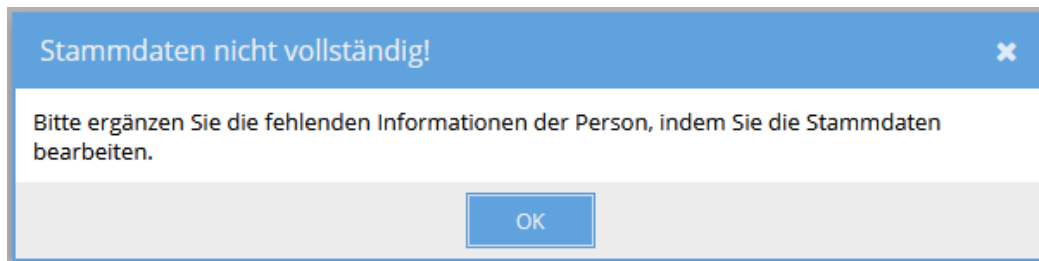 Stammdaten nicht vollständig!
Bitte ergänzen Sie die fehlenden Informationen der Person, indem Sie die Stammdaten
bearbeiten.
OK